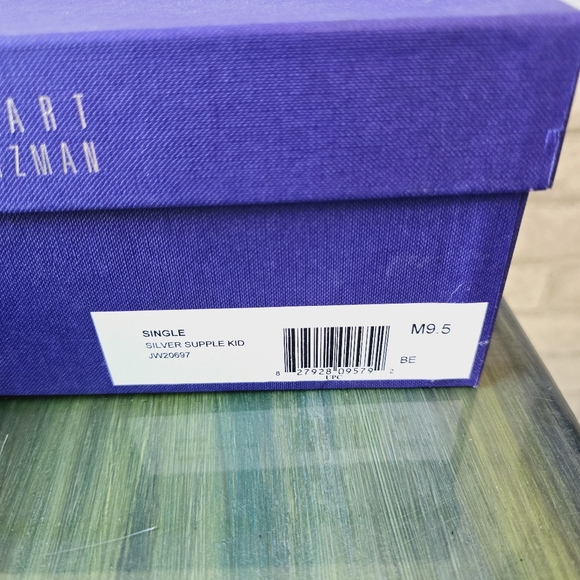 ART
ZMAN
SINGLE
SILVER SUPPLE KID
JW20697
M9.5
BE
8 27928 09579 2
UPC